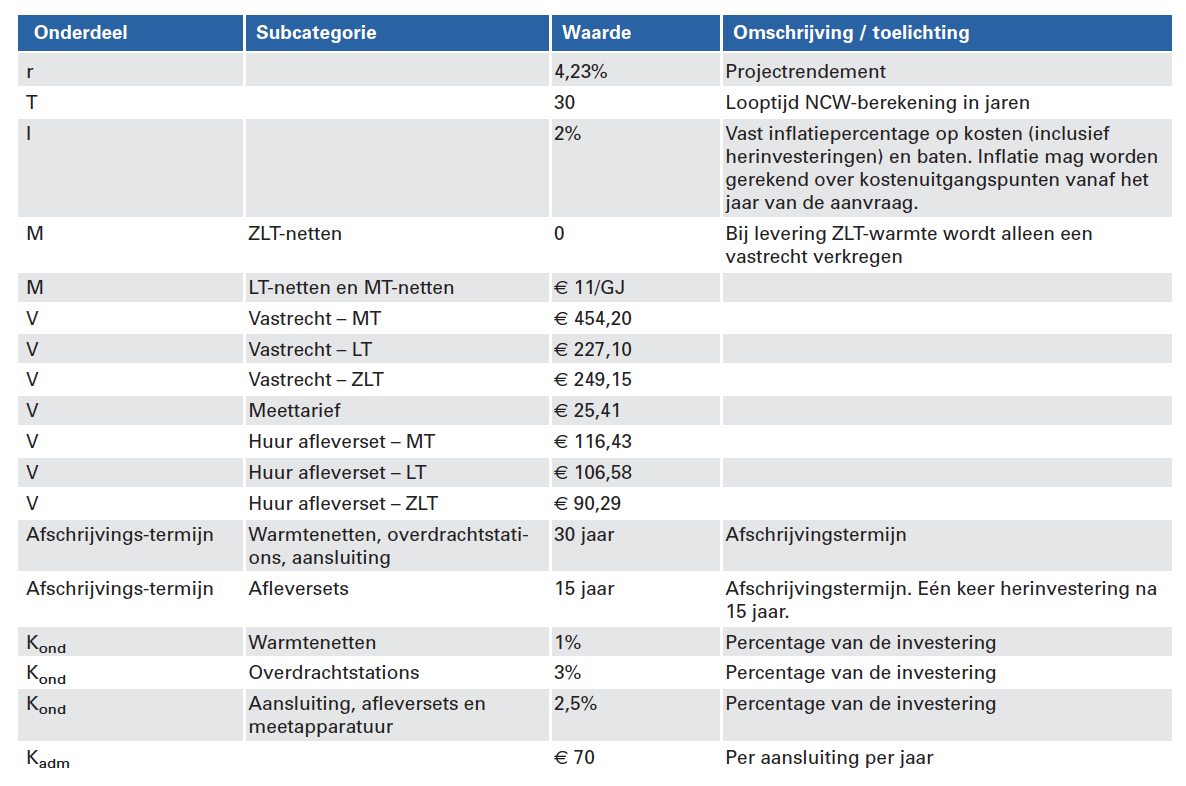 Onderdeel Subcategorie Waarde Omschrijving / toelichting
r 4,23% Projectrendement
T 30 Looptijd NCW-berekening in jaren
I 2% Vast inflatiepercentage op kosten (inclusief
herinvesteringen) en baten. Inflatie mag worden
gerekend over kostenuitgangspunten vanaf het
jaar van de aanvraag.
M ZLT-netten 0 Bij levering ZLT-warmte wordt alleen een
vastrecht verkregen
M LT-netten en MT-netten € 11/GJ
V Vastrecht – MT € 454,20
V Vastrecht – LT € 227,10
V Vastrecht – ZLT € 249,15
V Meettarief € 25,41
V Huur afleverset – MT € 116,43
V Huur afleverset – LT € 106,58
V Huur afleverset – ZLT € 90,29
Afschrijvings-termijn Warmtenetten, overdrachtstati- 30 jaar Afschrijvingstermijn
ons, aansluiting
Afschrijvings-termijn Afleversets 15 jaar Afschrijvingstermijn. Eén keer herinvestering na
15 jaar.
Kond Warmtenetten 1% Percentage van de investering
Kond Overdrachtstations 3% Percentage van de investering
Kond Aansluiting, afleversets en 2,5% Percentage van de investering
meetapparatuur
Kadm € 70 Per aansluiting per jaar